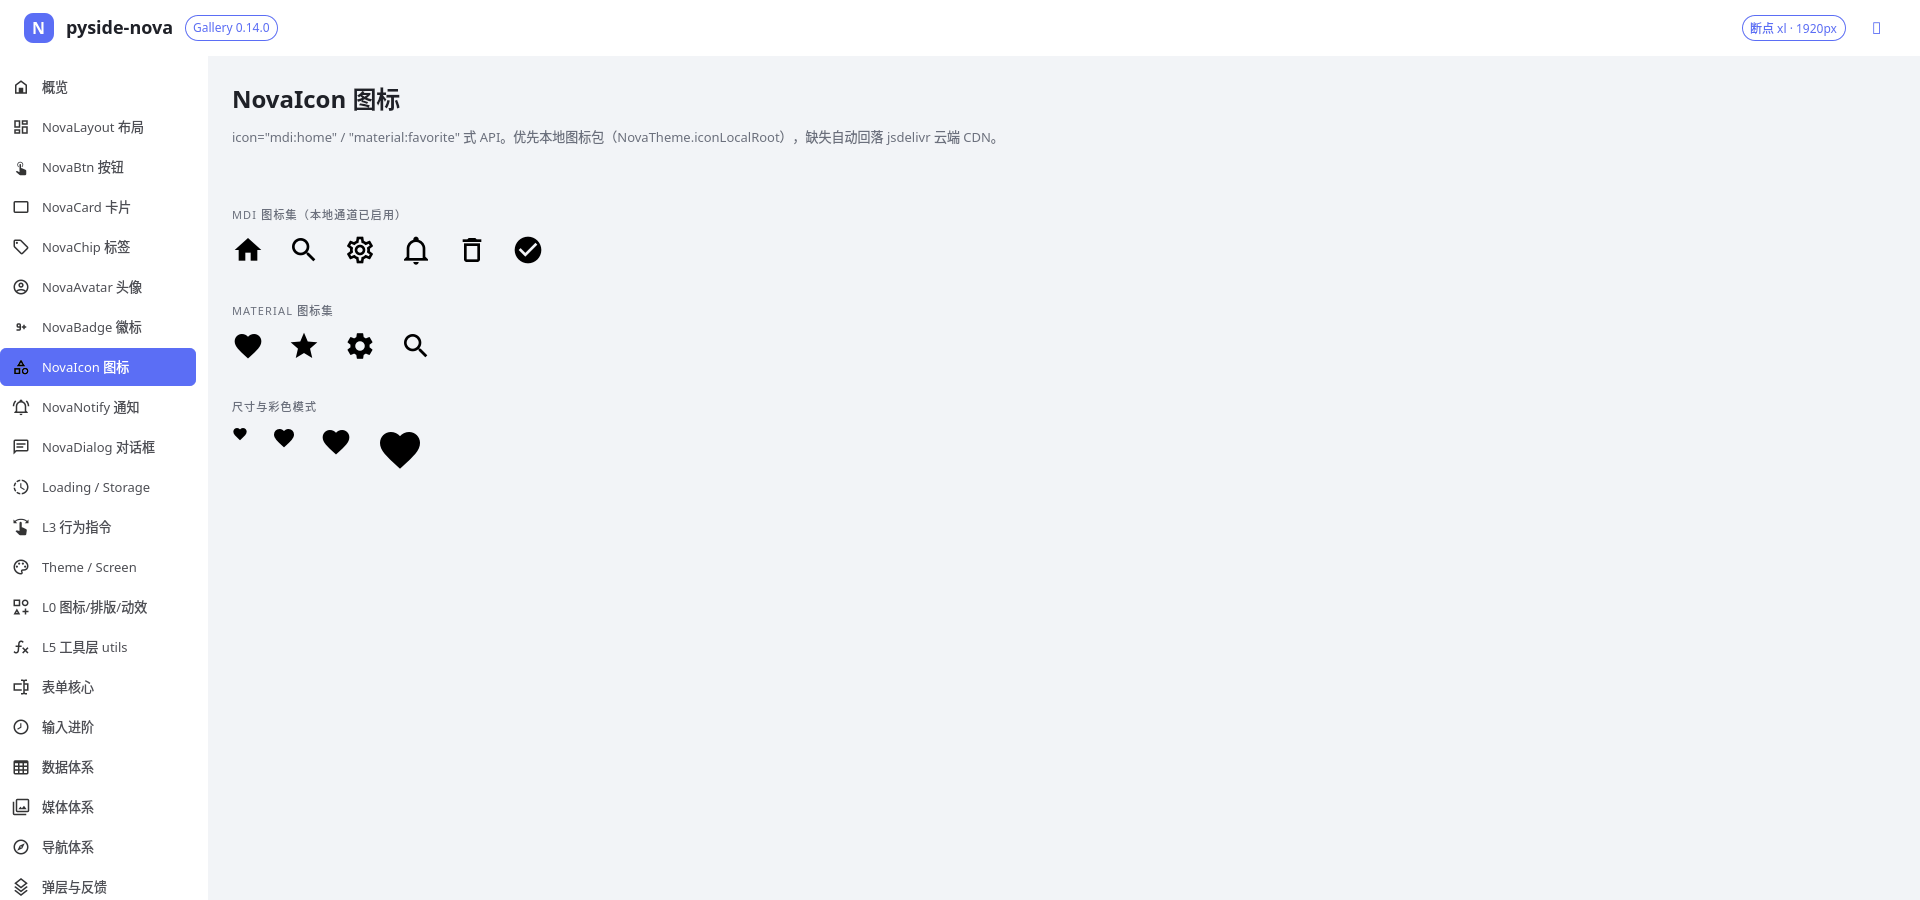 N pyside-nova Gallery 0.14.0 断点 xl · 1920px
概览
NovaLayout 布局
NovaBtn 按钮
NovaCard 卡片
NovaChip 标签
NovaAvatar 头像
9+ NovaBadge 徽标
NovaIcon 图标
NovaNotify 通知
NovaDialog 对话框
Loading / Storage
L3 行为指令
Theme / Screen
L0 图标/排版/动效
L5 工具层 utils
表单核心
输入进阶
数据体系
媒体体系
导航体系
弹层与反馈
NovaIcon 图标
icon="mdi:home" / "material:favorite" 式 API。优先本地图标包（NovaTheme.iconLocalRoot），缺失自动回落 jsdelivr 云端 CDN。
MDI 图标集（本地通道已启用）
MATERIAL 图标集
尺寸与彩色模式